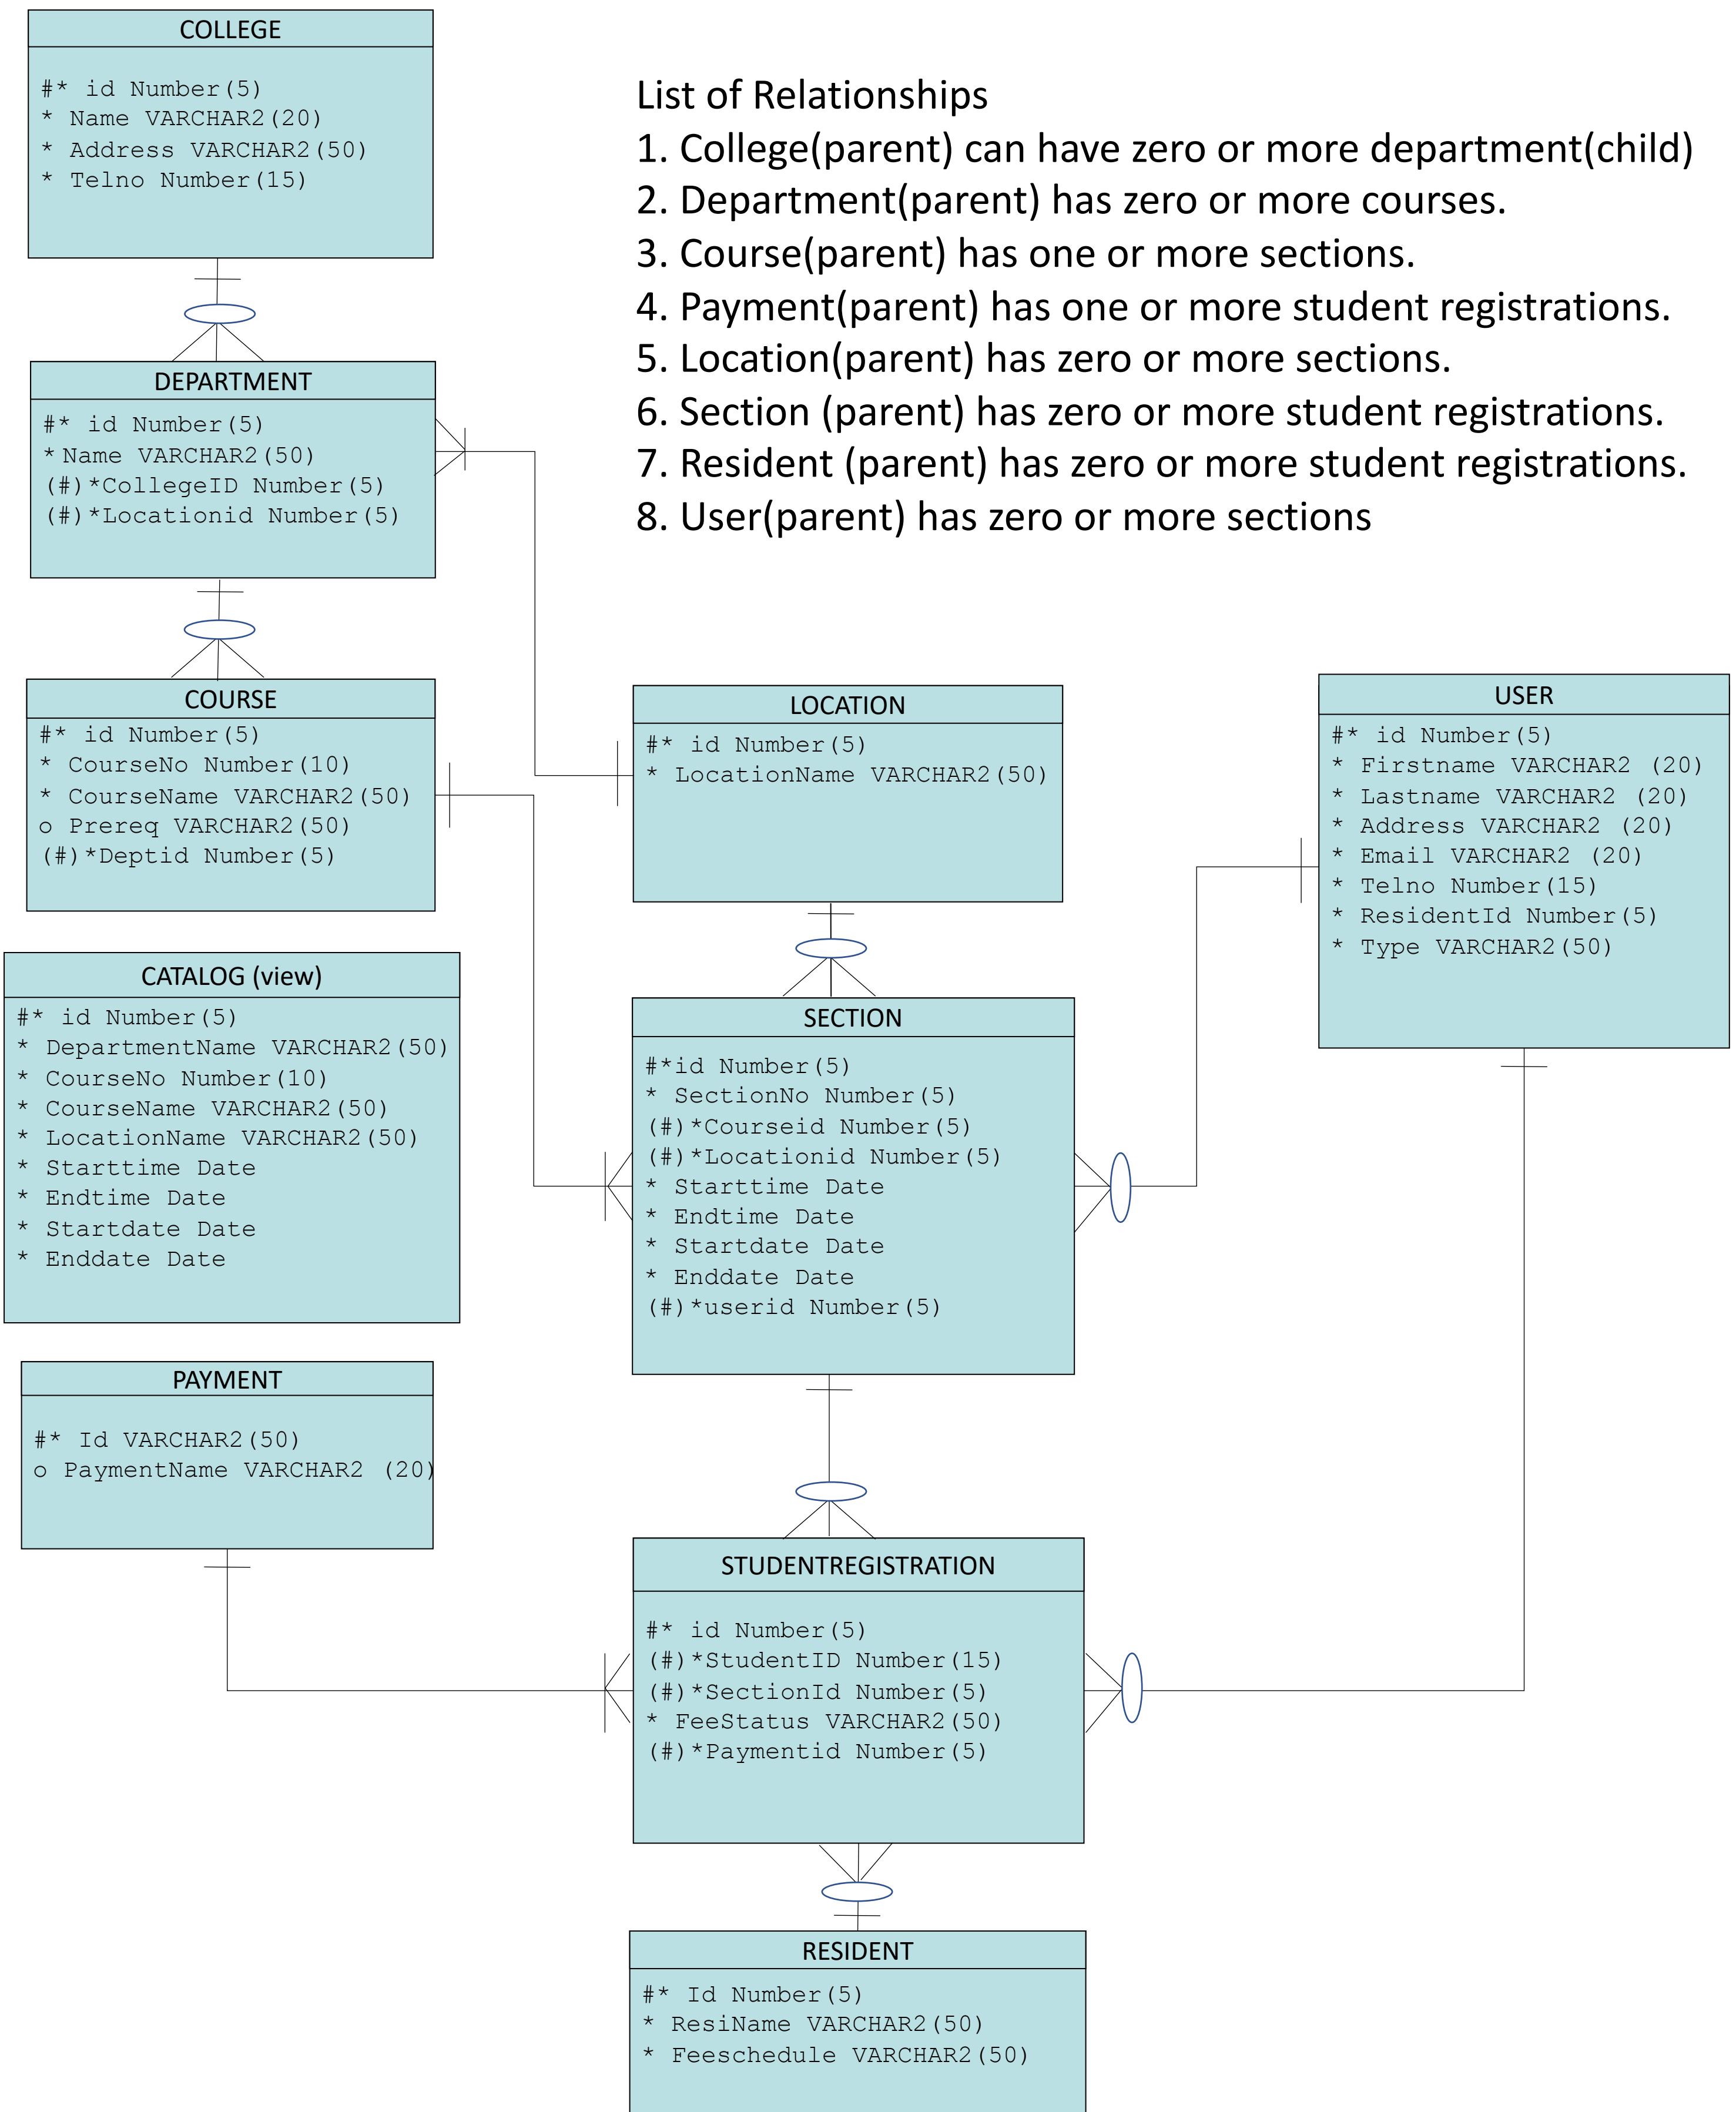 COLLEGE
#* id Number(5)
* Name VARCHAR2(20)
* Address VARCHAR2(50)
* Telno Number(15)
List of Relationships
1. College(parent) can have zero or more department(child)
2. Department(parent) has zero or more courses.
3. Course(parent) has one or more sections.
4. Payment(parent) has one or more student registrations.
5. Location(parent) has zero or more sections.
6. Section (parent) has zero or more student registrations.
7. Resident (parent) has zero or more student registrations.
8. User(parent) has zero or more sections
DEPARTMENT
#* id Number(5)
* Name VARCHAR2(50)
(#)*CollegeID Number(5)
(#)*Locationid Number(5)
COURSE
#* id Number(5)
* CourseNo Number(10)
* CourseName VARCHAR2(50)
o Prereq VARCHAR2(50)
(#)*Deptid Number(5)
LOCATION
#* id Number(5)
* LocationName VARCHAR2(50)
USER
#* id Number(5)
* Firstname VARCHAR2 (20)
* Lastname VARCHAR2 (20)
* Address VARCHAR2 (20)
* Email VARCHAR2 (20)
* Telno Number(15)
* ResidentId Number(5)
* Type VARCHAR2(50)
CATALOG (view)
#* id Number(5)
* DepartmentName VARCHAR2(50)
* CourseNo Number(10)
* CourseName VARCHAR2(50)
* LocationName VARCHAR2(50)
* Starttime Date
* Endtime Date
* Startdate Date
* Enddate Date
SECTION
#*id Number(5)
* SectionNo Number(5)
(#)*Courseid Number(5)
(#)*Locationid Number(5)
* Starttime Date
* Endtime Date
* Startdate Date
* Enddate Date
(#)*userid Number(5)
PAYMENT
#* Id VARCHAR2(50)
o PaymentName VARCHAR2 (20)
STUDENTREGISTRATION
#* id Number(5)
(#)*StudentID Number(15)
(#)*SectionId Number(5)
* FeeStatus VARCHAR2(50)
(#)*Paymentid Number(5)
RESIDENT
#* Id Number(5)
* ResiName VARCHAR2(50)
* Feeschedule VARCHAR2(50)